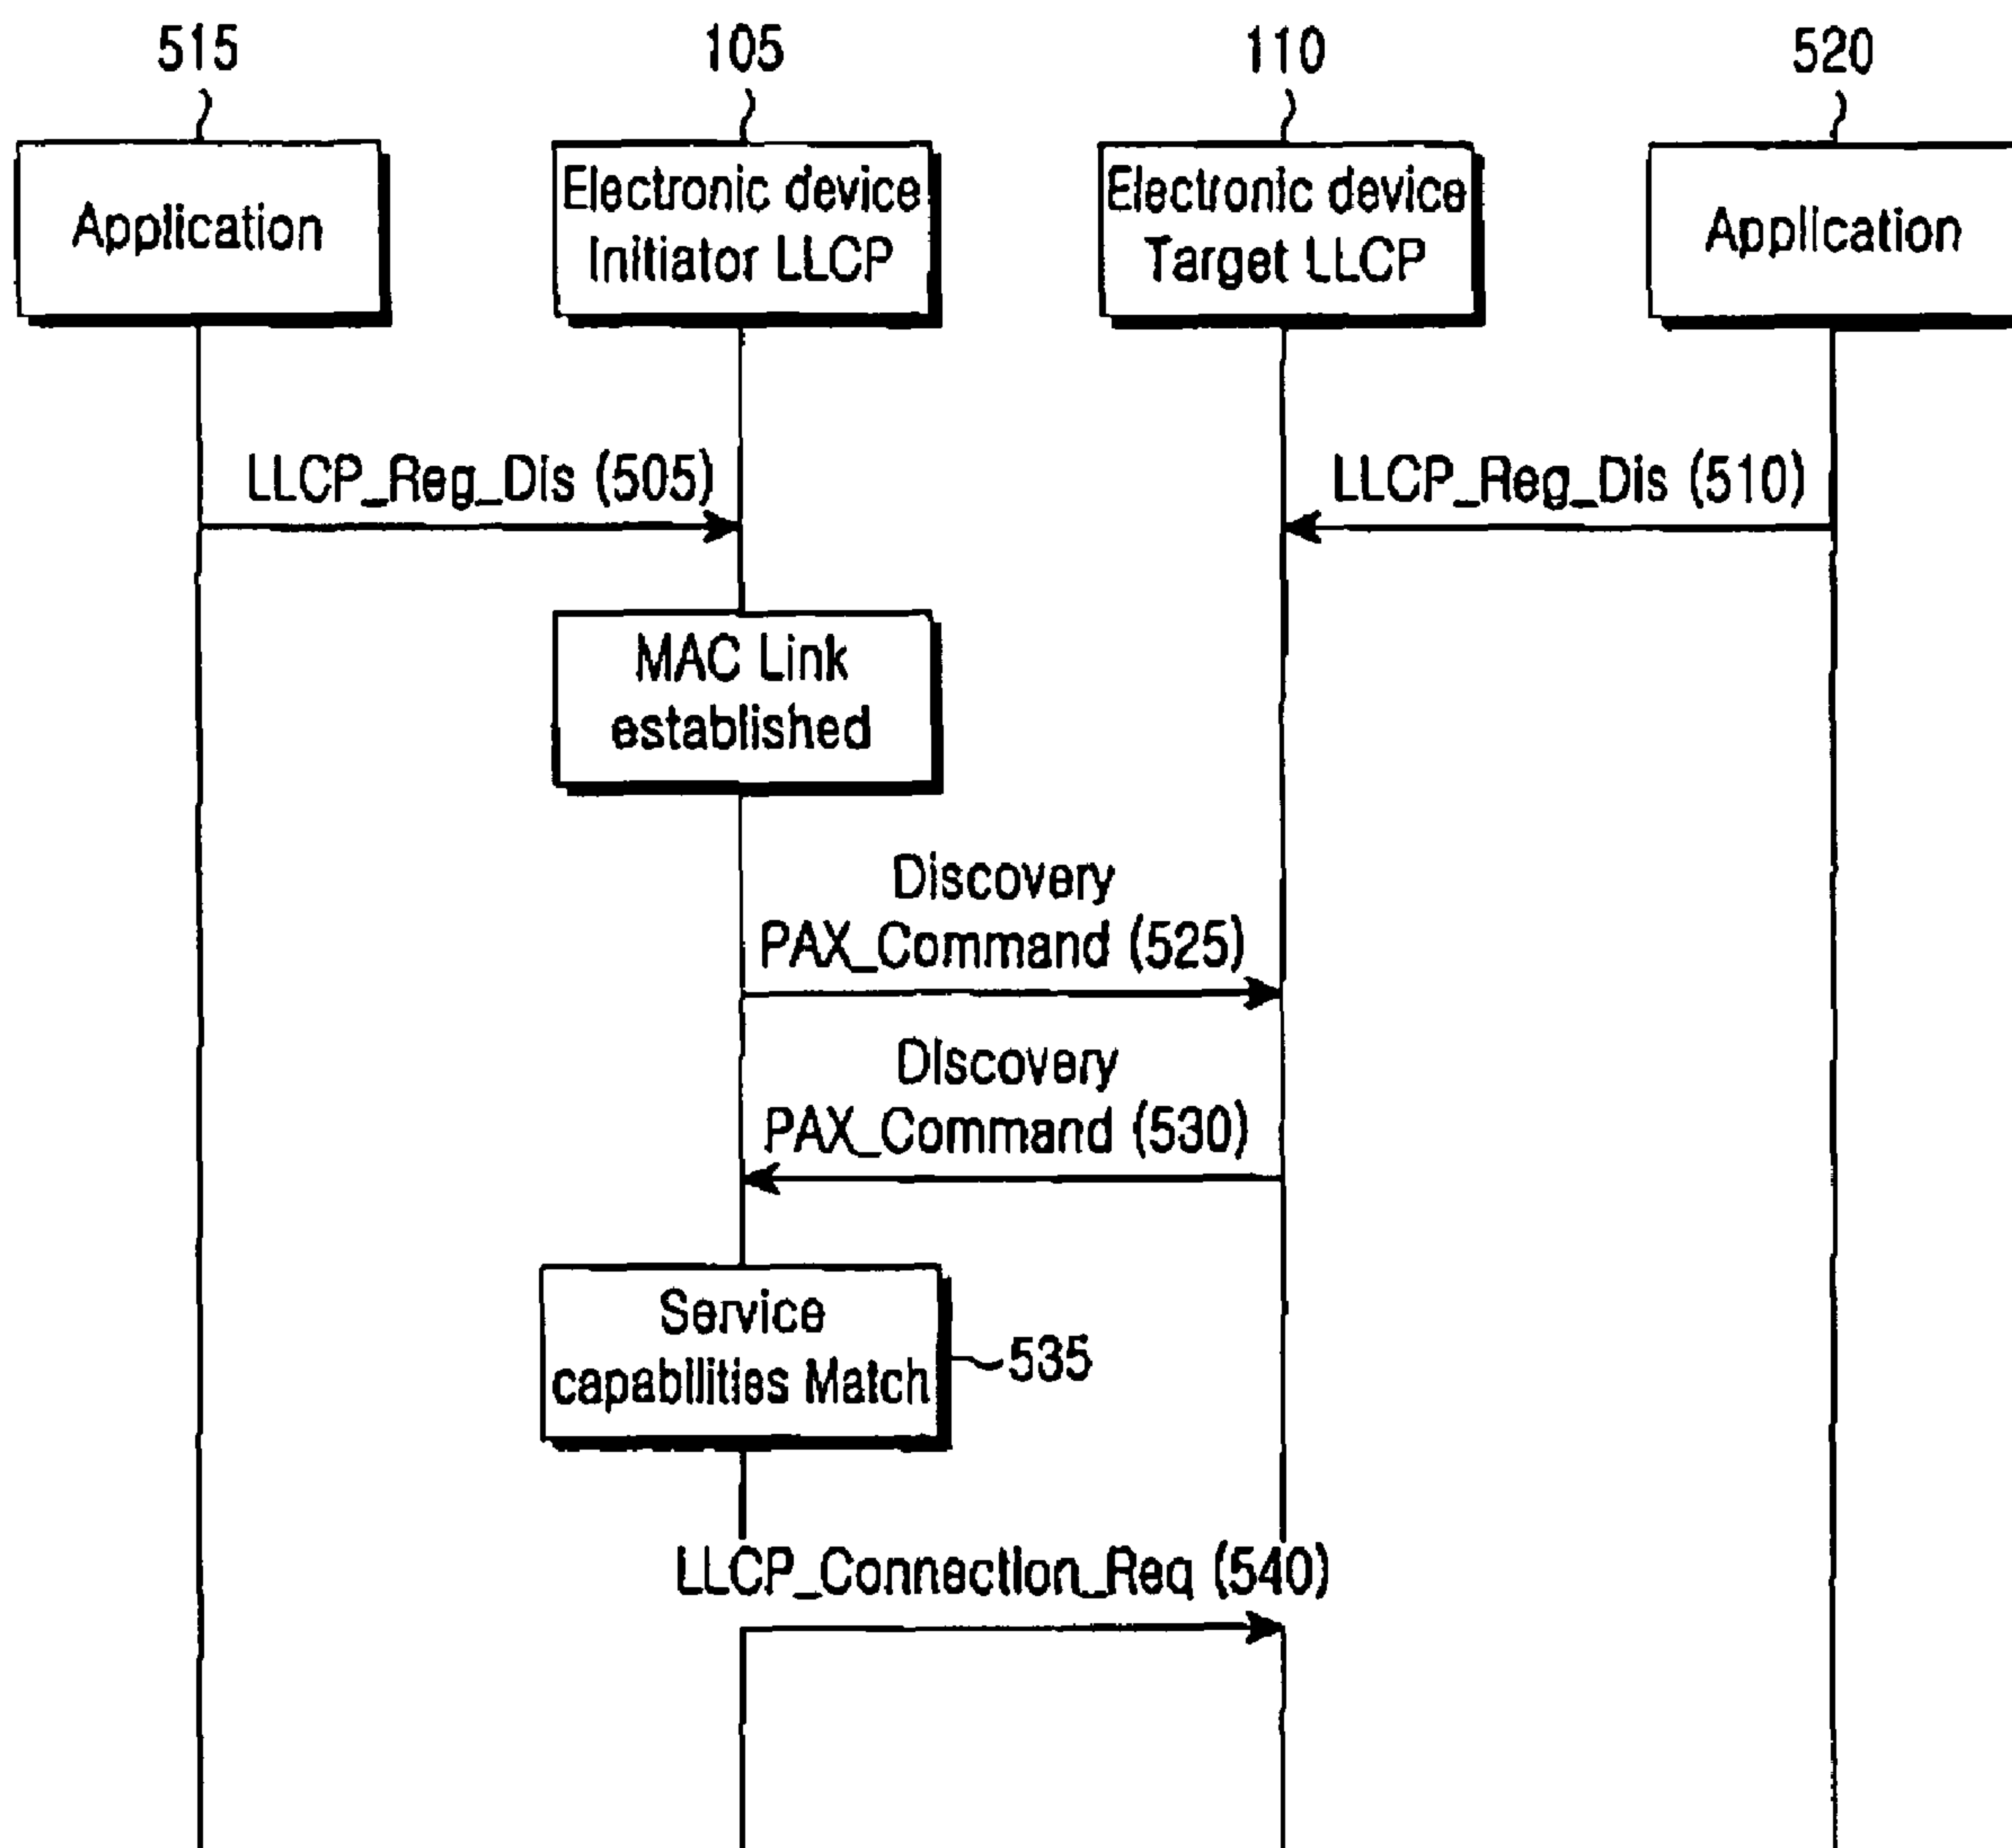 515
105
110
520
Application
Electronic device
Initiator LLCP
Electronic device
Target LLCP
Application
LLCP_Reg_Dis (505)
LLCP_Reg_Dis (510)
MAC Link
established
Discovery
PAX_Command (525)
Discovery
PAX_Command (530)
Service
capabilities Match
535
LLCP_Connection_Req (540)